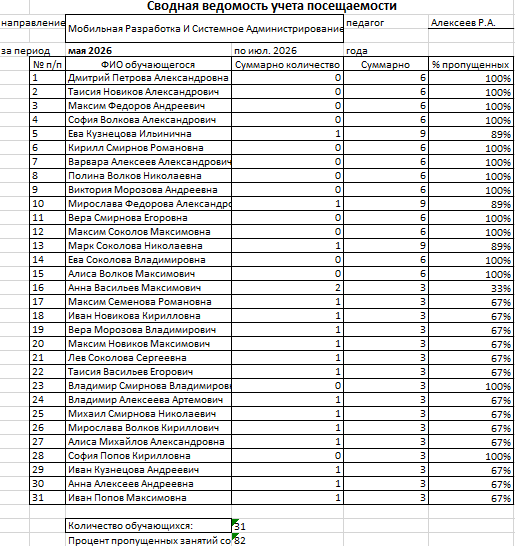 Сводная ведомость учета посещаемости
направление Мобильная Разработка И Системное Администрирование педагог Алексеев Р.А.
за период мая 2026 по июл. 2026 года
№ п/п ФИО обучающегося Суммарно количество Суммарно % пропущенных
1 Дмитрий Петрова Александровна 0 6 100%
2 Таисия Новиков Александрович 0 6 100%
3 Максим Федоров Андреевич 0 6 100%
4 София Волкова Александрович 0 6 100%
5 Ева Кузнецова Ильинична 1 9 89%
6 Кирилл Смирнов Романовна 0 6 100%
7 Варвара Алексеев Александрович 0 6 100%
8 Полина Волков Николаевна 0 6 100%
9 Виктория Морозова Андреевна 0 6 100%
10 Мирослава Федорова Александро 1 9 89%
11 Вера Смирнова Егоровна 0 6 100%
12 Максим Соколов Максимовна 0 6 100%
13 Марк Соколова Николаевна 1 9 89%
14 Ева Соколова Владимировна 0 6 100%
15 Алиса Волков Максимович 0 6 100%
16 Анна Васильев Максимович 2 3 33%
17 Максим Семенова Романовна 1 3 67%
18 Иван Новикова Кирилловна 1 3 67%
19 Вера Морозова Владимирович 1 3 67%
20 Максим Новиков Максимович 1 3 67%
21 Лев Соколова Сергеевна 1 3 67%
22 Таисия Васильев Егорович 1 3 67%
23 Владимир Смирнова Владимирови 0 3 100%
24 Владимир Алексеева Артемович 1 3 67%
25 Михаил Смирнова Николаевич 1 3 67%
26 Мирослава Волков Кириллович 1 3 67%
27 Алиса Михайлов Александровна 1 3 67%
28 София Попов Кирилловна 0 3 100%
29 Иван Кузнецова Андреевич 1 3 67%
30 Анна Алексеев Андреевна 1 3 67%
31 Иван Попов Максимовна 1 3 67%
Количество обучающихся: 31
Процент пропущенных занятий со 82